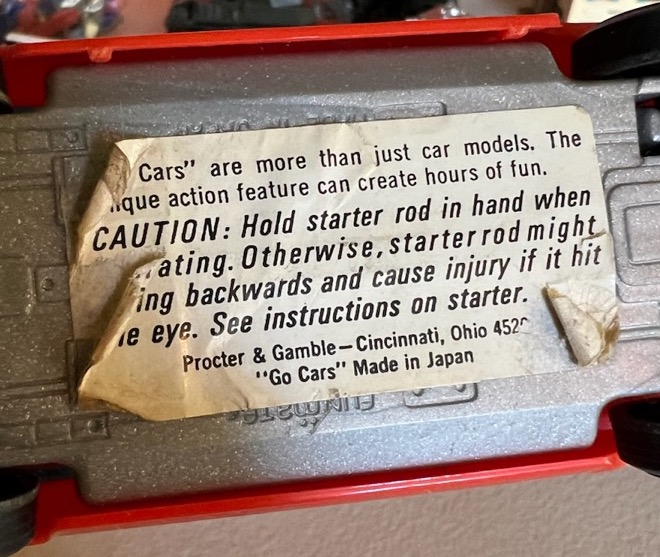 Cars" are more than just car models. The
ique action feature can create hours of fun.
CAUTION: Hold starter rod in hand when
rating. Otherwise, starter rod might
ing backwards and cause injury if it hit
e eye. See instructions on starter.
Procter & Gamble—Cincinnati, Ohio 452
"Go Cars" Made in Japan